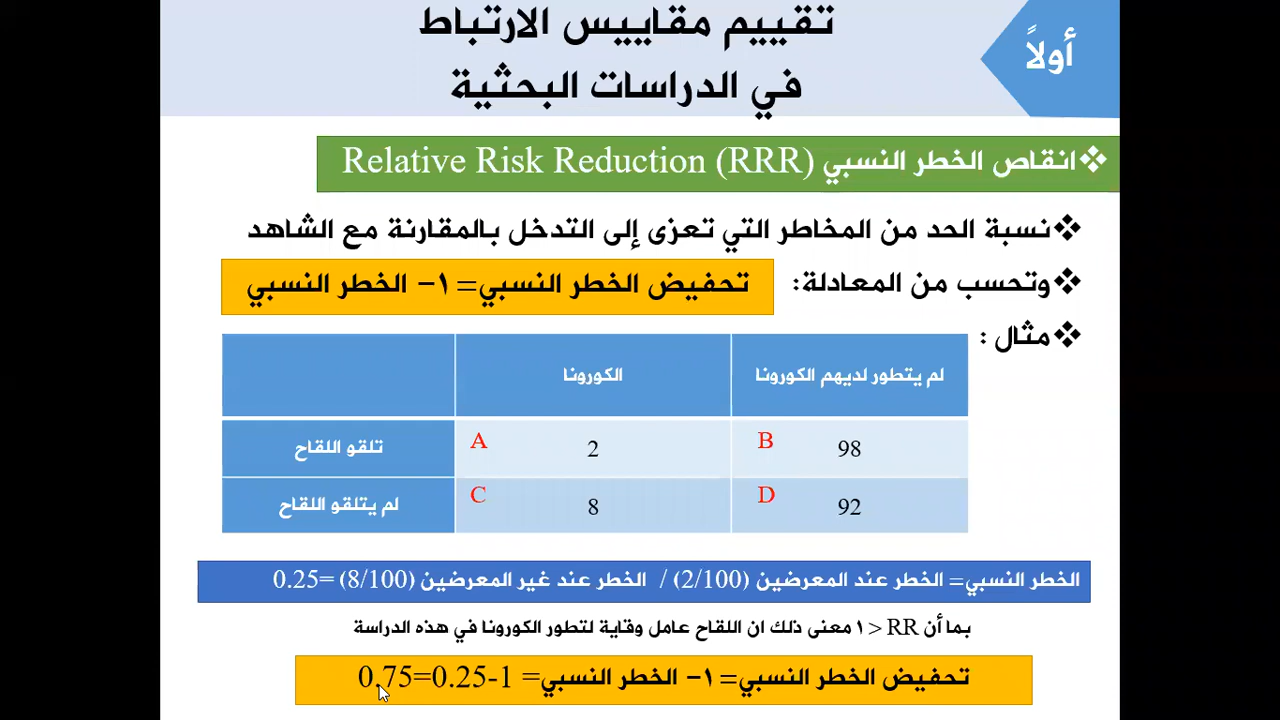 أولاً
تقييم مقاييس الارتباط
في الدراسات البحثية
❖انقاص الخطر النسبي Relative Risk Reduction (RRR)
❖نسبة الحد من المخاطر التي تعزى إلى التدخل بالمقارنة مع الشاهد
❖وتحسب من المعادلة: تحفيض الخطر النسبي= ١- الخطر النسبي
❖مثال :
الكورونا لم يتطور لديهم الكورونا
تلقو اللقاح A 2 B 98
لم يتلقو اللقاح C 8 D 92
الخطر النسبي= الخطر عند المعرضين (2/100) / الخطر عند غير المعرضين (8/100) =0.25
بما أن RR < ١ معنى ذلك ان اللقاح عامل وقاية لتطور الكورونا في هذه الدراسة
تحفيض الخطر النسبي= ١- الخطر النسبي= 1-0.25=0.75